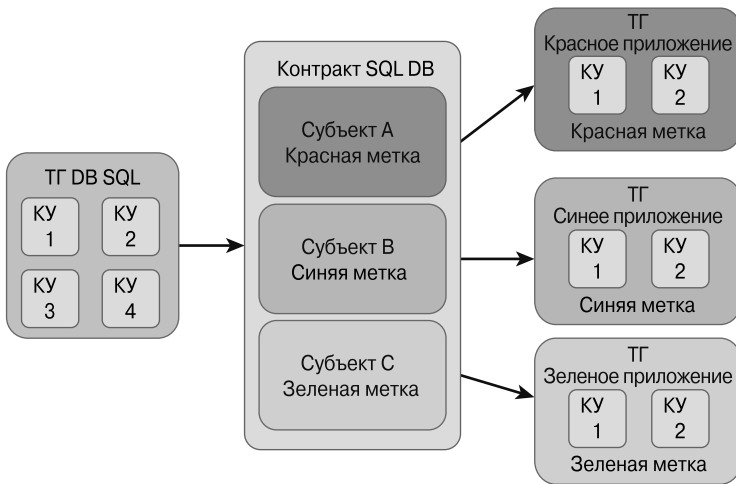 ТГ DB SQL
КУ
1
КУ
2
КУ
3
КУ
4
Контракт SQL DB
Субъект A
Красная метка
Субъект B
Синяя метка
Субъект C
Зеленая метка
ТГ
Красное приложение
КУ
1
КУ
2
Красная метка
ТГ
Синее приложение
КУ
1
КУ
2
Синяя метка
ТГ
Зеленое приложение
КУ
1
КУ
2
Зеленая метка